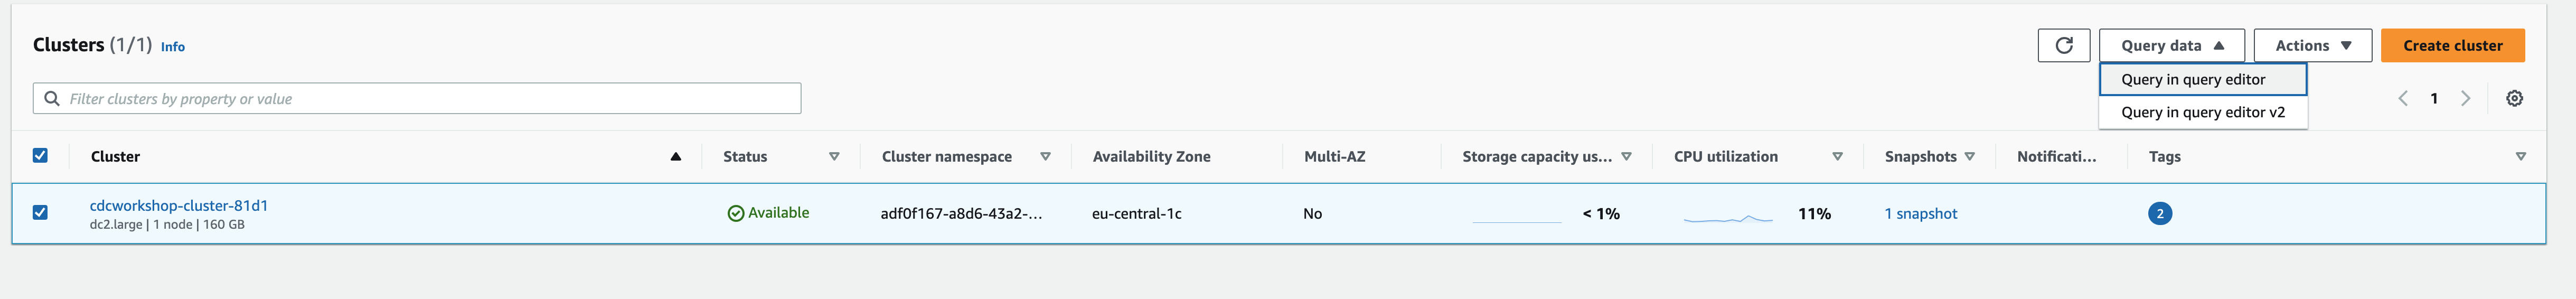 Clusters (1/1) Info
Query data
Actions
Create cluster
Query in query editor
Query in query editor v2
Filter clusters by property or value
1
Cluster Status Cluster namespace Availability Zone Multi-AZ Storage capacity us... CPU utilization Snapshots Notificati... Tags
cdcworkshop-cluster-81d1
dc2.large | 1 node | 160 GB
Available adf0f167-a8d6-43a2-... eu-central-1c No < 1% 11% 1 snapshot 2